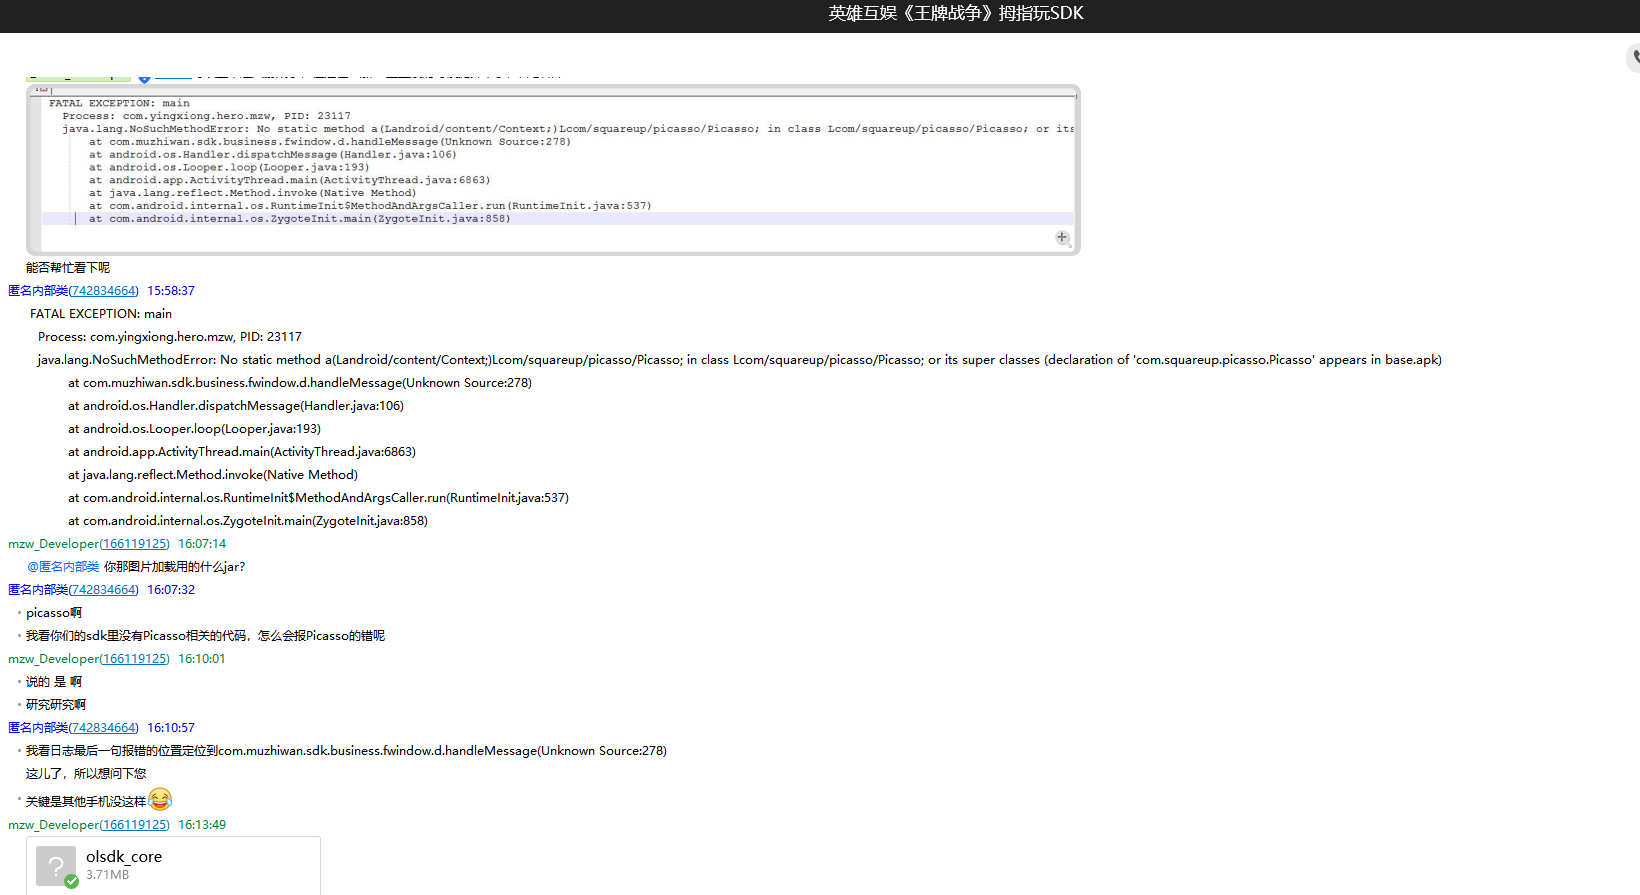 英雄互娱《王牌战争》拇指玩SDK
FATAL EXCEPTION: main
Process: com.yingxiong.hero.mzw, PID: 23117
java.lang.NoSuchMethodError: No static method a(Landroid/content/Context;)Lcom/squareup/picasso/Picasso; in class Lcom/squareup/picasso/Picasso; or its
at com.muzhiwan.sdk.business.fwindow.d.handleMessage(Unknown Source:278)
at android.os.Handler.dispatchMessage(Handler.java:106)
at android.os.Looper.loop(Looper.java:193)
at android.app.ActivityThread.main(ActivityThread.java:6863)
at java.lang.reflect.Method.invoke(Native Method)
at com.android.internal.os.RuntimeInit$MethodAndArgsCaller.run(RuntimeInit.java:537)
at com.android.internal.os.ZygoteInit.main(ZygoteInit.java:858)
能否帮忙看下呢
匿名内部类(742834664) 15:58:37
FATAL EXCEPTION: main
Process: com.yingxiong.hero.mzw, PID: 23117
java.lang.NoSuchMethodError: No static method a(Landroid/content/Context;)Lcom/squareup/picasso/Picasso; in class Lcom/squareup/picasso/Picasso; or its super classes (declaration of 'com.squareup.picasso.Picasso' appears in base.apk)
at com.muzhiwan.sdk.business.fwindow.d.handleMessage(Unknown Source:278)
at android.os.Handler.dispatchMessage(Handler.java:106)
at android.os.Looper.loop(Looper.java:193)
at android.app.ActivityThread.main(ActivityThread.java:6863)
at java.lang.reflect.Method.invoke(Native Method)
at com.android.internal.os.RuntimeInit$MethodAndArgsCaller.run(RuntimeInit.java:537)
at com.android.internal.os.ZygoteInit.main(ZygoteInit.java:858)
mzw_Developer(166119125) 16:07:14
@匿名内部类 你那图片加载用的什么jar?
匿名内部类(742834664) 16:07:32
picasso啊
我看你们的sdk里没有Picasso相关的代码，怎么会报Picasso的错呢
mzw_Developer(166119125) 16:10:01
说的 是 啊
研究研究啊
匿名内部类(742834664) 16:10:57
我看日志最后一句报错的位置定位到com.muzhiwan.sdk.business.fwindow.d.handleMessage(Unknown Source:278)
这儿了，所以想问下您
关键是其他手机没这样😂
mzw_Developer(166119125) 16:13:49
olsdk_core
3.71MB